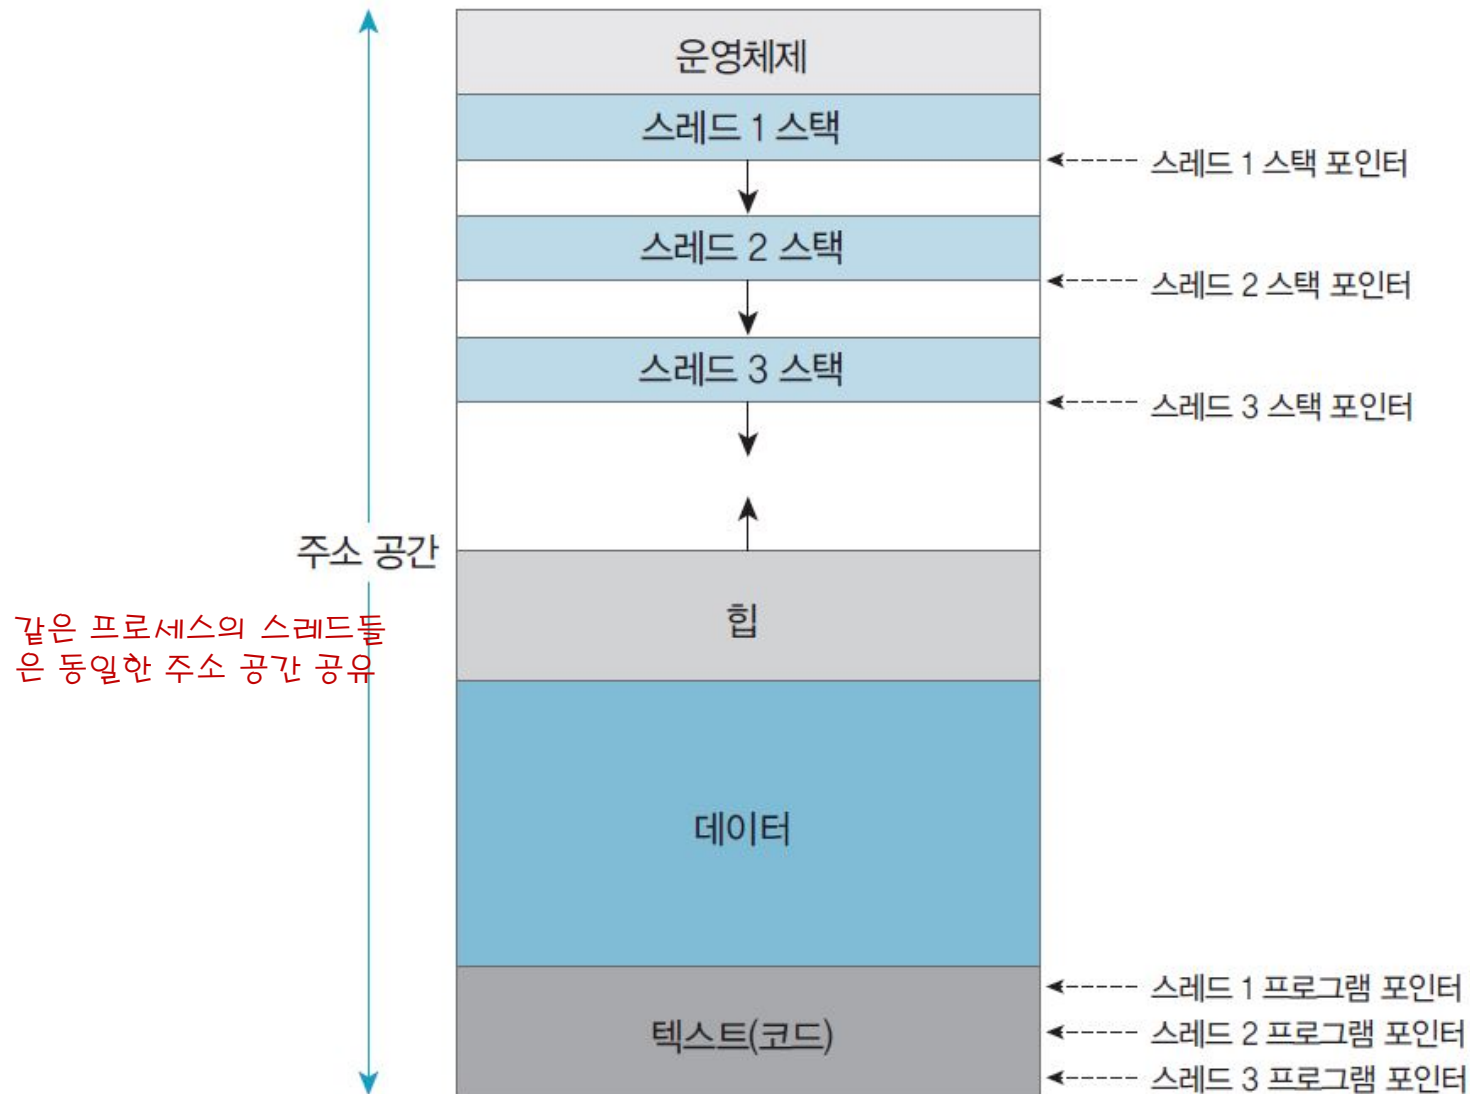 운영체제
스레드 1 스택
스레드 1 스택 포인터
스레드 2 스택
스레드 2 스택 포인터
스레드 3 스택
스레드 3 스택 포인터
주소 공간
힙
같은 프로세스의 스레드들
은 동일한 주소 공간 공유
데이터
스레드 1 프로그램 포인터
텍스트(코드)
스레드 2 프로그램 포인터
스레드 3 프로그램 포인터